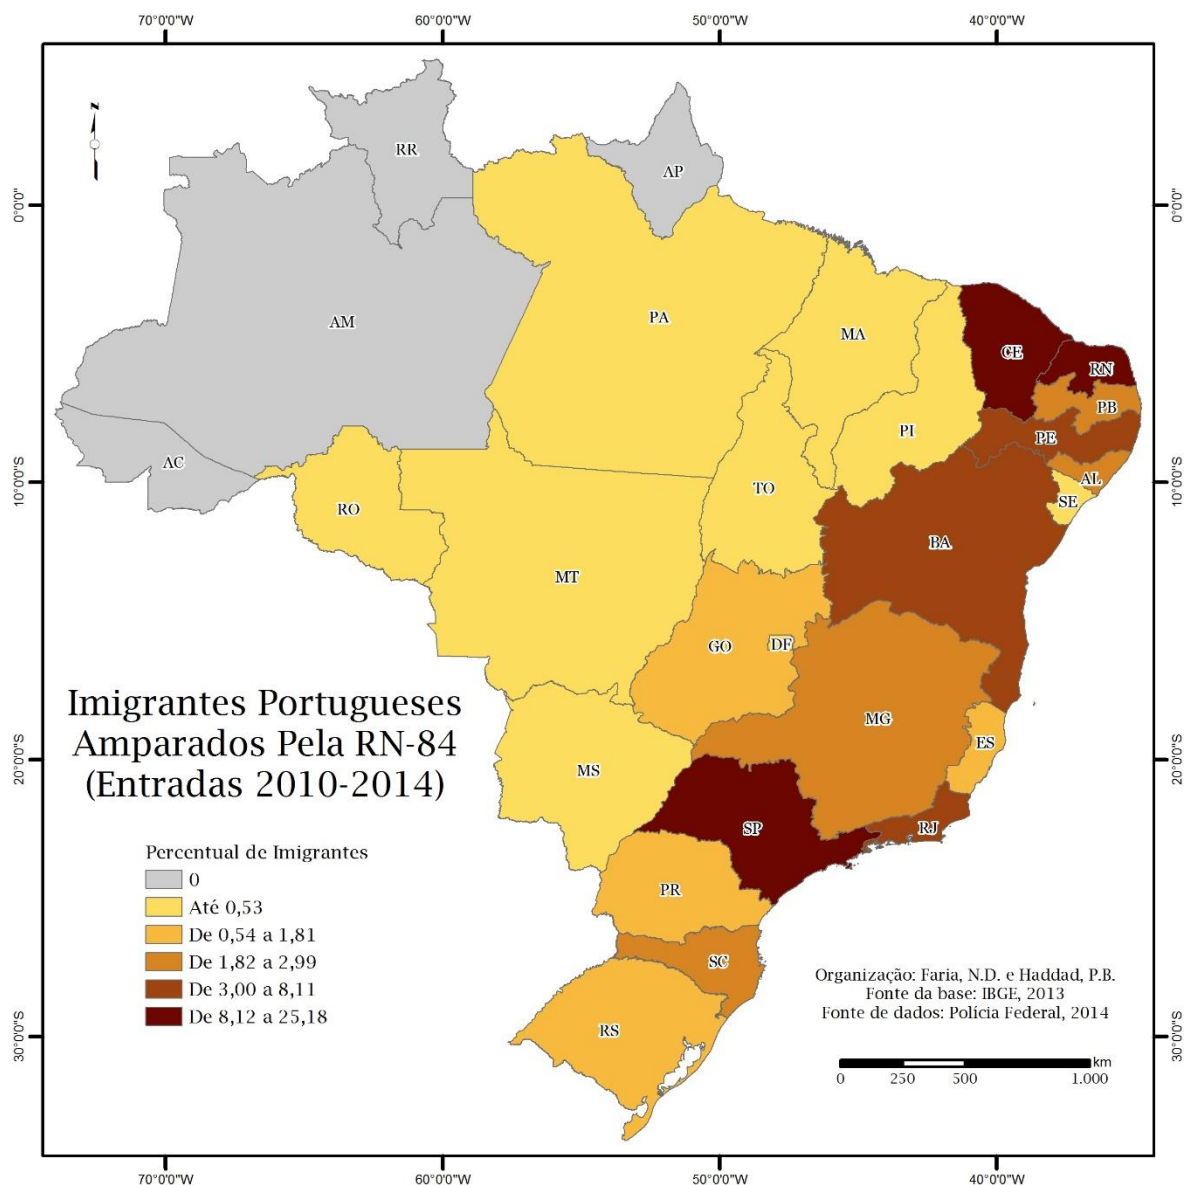 70°0'0"W 60°0'0"W 50°0'0"W 40°0'0"W
N
RR
AP
0°0'0" 0°0'0"
AM
PA
MA
CE
RN
PB
PI
PE
AC
AL
TO
SE
RO
10°0'0"S 10°0'0"S
BA
MT
GO
DF
MG
ES
Imigrantes Portugueses
Amparados Pela RN-84
(Entradas 2010-2014)
20°0'0"S 20°0'0"S
MS
SP
RJ
Percentual de Imigrantes
0
Até 0,53
De 0,54 a 1,81
De 1,82 a 2,99
De 3,00 a 8,11
De 8,12 a 25,18
PR
SC
RS
Organização: Faria, N.D. e Haddad, P.B.
Fonte da base: IBGE, 2013
Fonte de dados: Polícia Federal, 2014
30°0'0"S 30°0'0"S
km
0 250 500 1.000
70°0'0"W 60°0'0"W 50°0'0"W 40°0'0"W